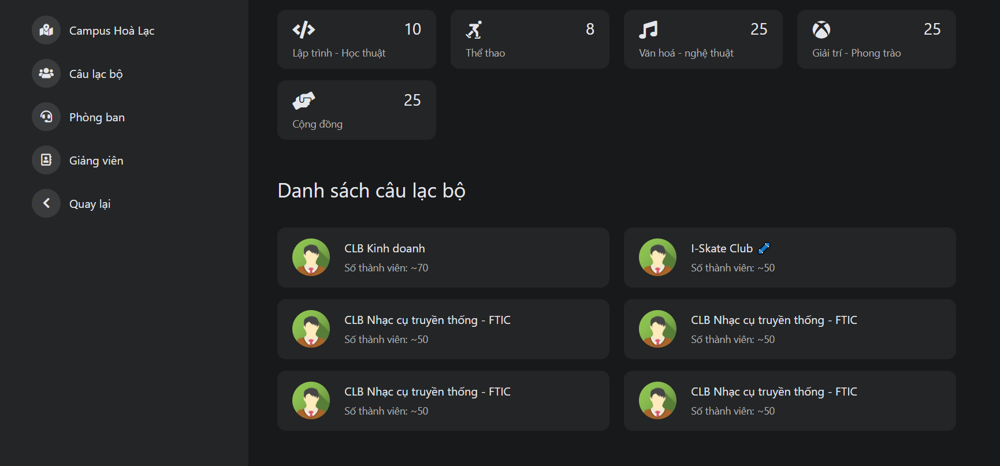 Campus Hoà Lạc
Câu lạc bộ
Phòng ban
Giảng viên
Quay lại
10
Lập trình - Học thuật
8
Thể thao
25
Văn hoá - nghệ thuật
25
Giải trí - Phong trào
25
Cộng đồng
Danh sách câu lạc bộ
CLB Kinh doanh
Số thành viên: ~70
I-Skate Club
Số thành viên: ~50
CLB Nhạc cụ truyền thống - FTIC
Số thành viên: ~50
CLB Nhạc cụ truyền thống - FTIC
Số thành viên: ~50
CLB Nhạc cụ truyền thống - FTIC
Số thành viên: ~50
CLB Nhạc cụ truyền thống - FTIC
Số thành viên: ~50